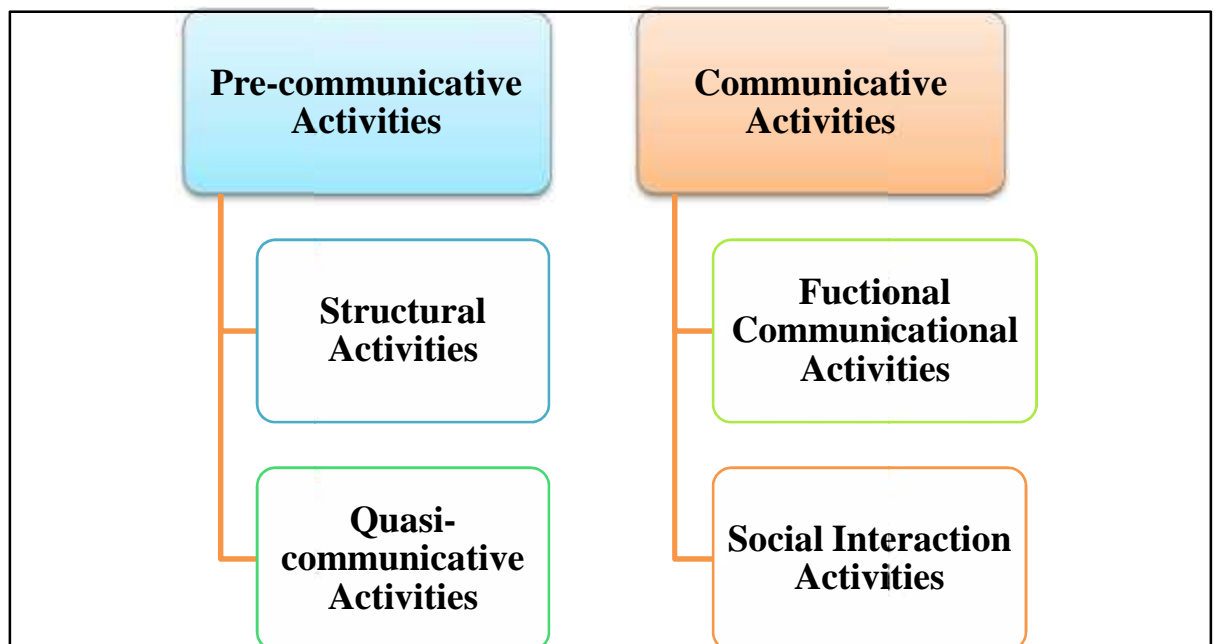 Pre-communicative
Activities
Structural
Activities
Quasi-
communicative
Activities
Communicative
Activities
Fuctional
Communicational
Activities
Social Interaction
Activities